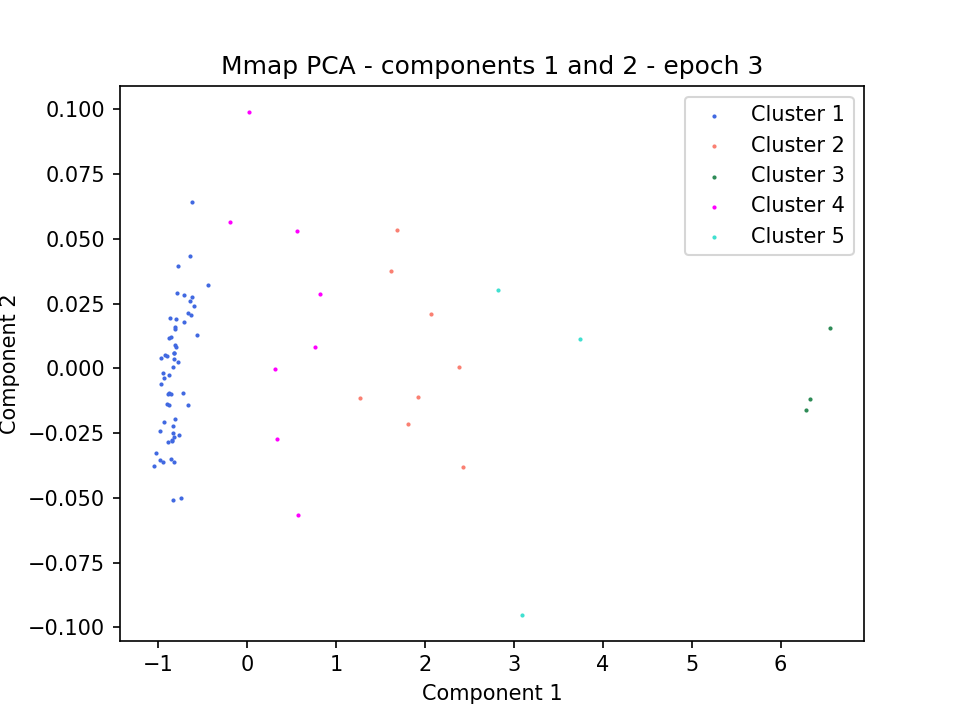 Mmap PCA - components 1 and 2 - epoch 3
Cluster 1
Cluster 2
Cluster 3
Cluster 4
Cluster 5
0.100
0.075
0.050
0.025
0.000
−0.025
−0.050
−0.075
−0.100
Component 2
−1 0 1 2 3 4 5 6
Component 1